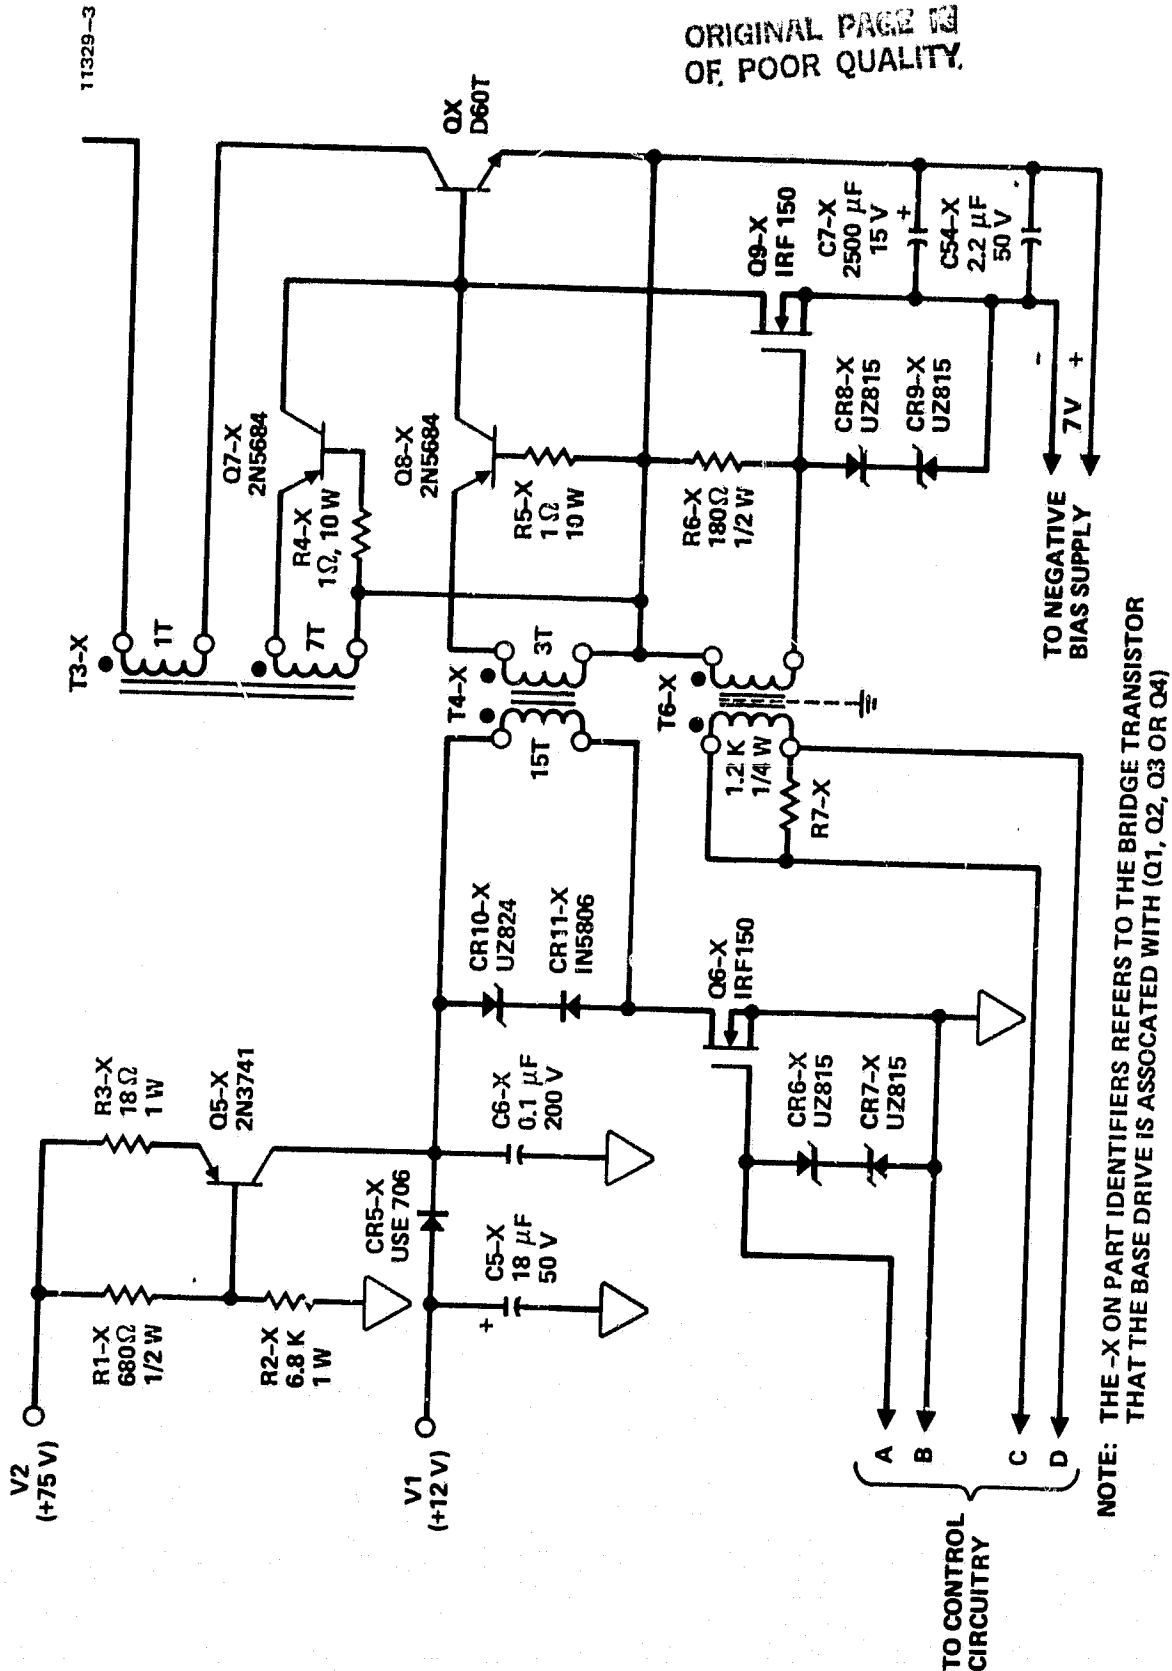 11329-3
ORIGINAL PAGE IS
OF POOR QUALITY
V2
(+75 V)
R1-X
680Ω
1/2 W
R3-X
18 Ω
1 W
Q5-X
2N3741
R2-X
6.8 K
1 W
V1
(+12 V)
CR5-X
USE 706
C5-X
18 μF
50 V
+
C6-X
0.1 μF
200 V
CR10-X
UZ824
CR11-X
IN5806
Q6-X
IRF150
CR6-X
UZ815
CR7-X
UZ815
T3-X
1T
7T
Q7-X
2N5684
R4-X
1Ω, 10 W
T4-X
15T
3T
Q8-X
2N5684
R5-X
1 Ω
10 W
QX
D60T
T6-X
1.2 K
1/4 W
R7-X
R6-X
180Ω
1/2 W
Q9-X
IRF 150
CR8-X
UZ815
CR9-X
UZ815
C7-X
2500 μF
15 V
+
C54-X
2.2 μF
50 V
-
7V
+
TO NEGATIVE
BIAS SUPPLY
A
B
C
D
TO CONTROL
CIRCUITRY
NOTE: THE -X ON PART IDENTIFIERS REFERS TO THE BRIDGE TRANSISTOR
THAT THE BASE DRIVE IS ASSOCATED WITH (Q1, Q2, Q3 OR Q4)